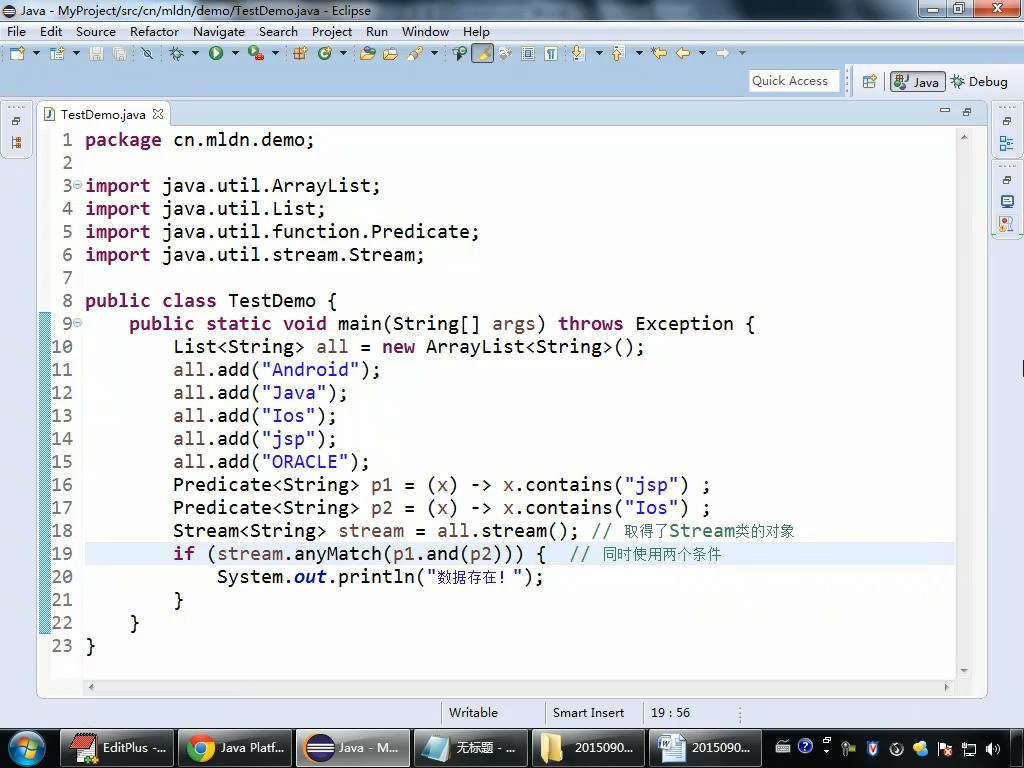 Java - MyProject/src/cn/mldn/demo/TestDemo.java - Eclipse
File Edit Source Refactor Navigate Search Project Run Window Help
Quick Access Java Debug
TestDemo.java
1 package cn.mldn.demo;
2
3 import java.util.ArrayList;
4 import java.util.List;
5 import java.util.function.Predicate;
6 import java.util.stream.Stream;
7
8 public class TestDemo {
9 public static void main(String[] args) throws Exception {
10 List<String> all = new ArrayList<String>();
11 all.add("Android");
12 all.add("Java");
13 all.add("Ios");
14 all.add("jsp");
15 all.add("ORACLE");
16 Predicate<String> p1 = (x) -> x.contains("jsp") ;
17 Predicate<String> p2 = (x) -> x.contains("Ios") ;
18 Stream<String> stream = all.stream(); // 取得了Stream类的对象
19 if (stream.anyMatch(p1.and(p2))) { // 同时使用两个条件
20 System.out.println("数据存在！");
21 }
22 }
23 }
Writable Smart Insert 19 : 56
EditPlus -... Java Platf... Java - M... 无标题 - ... 2015090... 2015090...